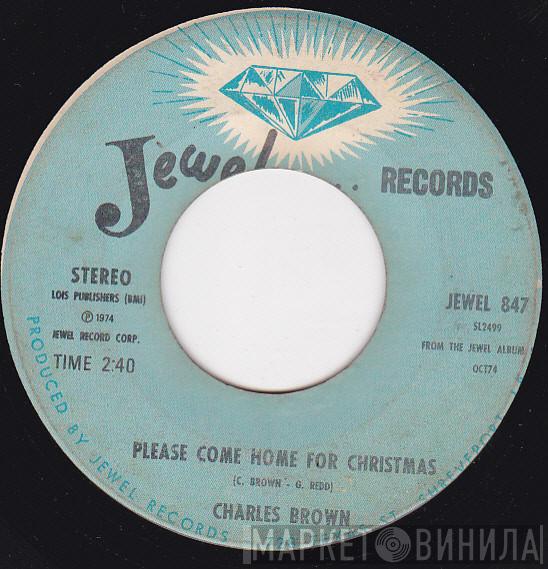 Jewel... RECORDS
STEREO
LOIS PUBLISHERS (BMI)
Ⓟ 1974
JEWEL RECORD CORP.
TIME 2:40
JEWEL 847
SL2499
FROM THE JEWEL ALBUM
OCT74
PLEASE COME HOME FOR CHRISTMAS
(C. BROWN - G. REDD)
CHARLES BROWN
PRODUCED BY JEWEL RECORDS SHREVEPORT, LA.
МАРКЕТ ВИНИЛА